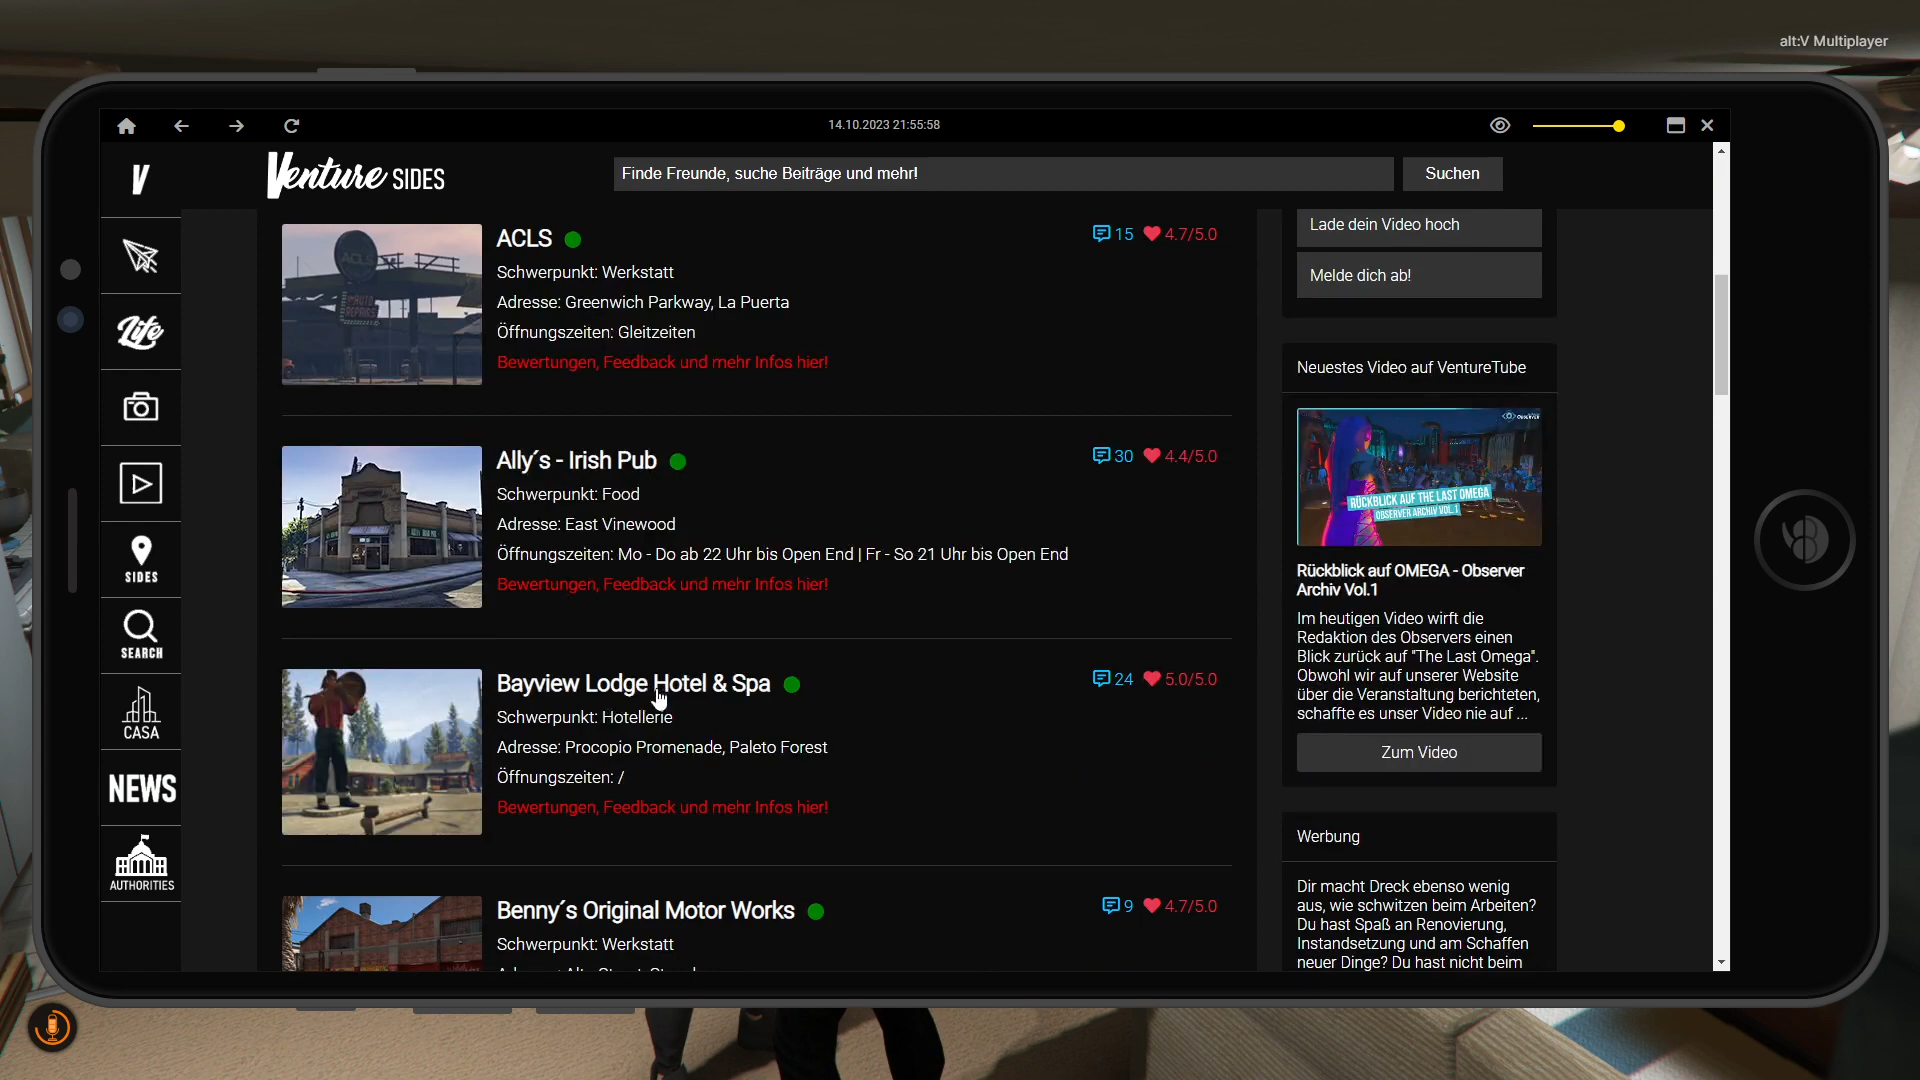 alt:V Multiplayer
14.10.2023 21:55:58
V
Venture SIDES
Finde Freunde, suche Beiträge und mehr!
Suchen
Life
SIDES
SEARCH
CASA
NEWS
AUTHORITIES
ACLS
15 4.7/5.0
Schwerpunkt: Werkstatt
Adresse: Greenwich Parkway, La Puerta
Öffnungszeiten: Gleitzeiten
Bewertungen, Feedback und mehr Infos hier!
Ally´s - Irish Pub
30 4.4/5.0
Schwerpunkt: Food
Adresse: East Vinewood
Öffnungszeiten: Mo - Do ab 22 Uhr bis Open End | Fr - So 21 Uhr bis Open End
Bewertungen, Feedback und mehr Infos hier!
Bayview Lodge Hotel & Spa
24 5.0/5.0
Schwerpunkt: Hotellerie
Adresse: Procopio Promenade, Paleto Forest
Öffnungszeiten: /
Bewertungen, Feedback und mehr Infos hier!
Benny´s Original Motor Works
9 4.7/5.0
Schwerpunkt: Werkstatt
Lade dein Video hoch
Melde dich ab!
Neuestes Video auf VentureTube
OBSERVER
RÜCKBLICK AUF THE LAST OMEGA
OBSERVER ARCHIV VOL.1
Rückblick auf OMEGA - Observer
Archiv Vol.1
Im heutigen Video wirft die
Redaktion des Observers einen
Blick zurück auf "The Last Omega".
Obwohl wir auf unserer Website
über die Veranstaltung berichteten,
schaffte es unser Video nie auf ...
Zum Video
Werbung
Dir macht Dreck ebenso wenig
aus, wie schwitzen beim Arbeiten?
Du hast Spaß an Renovierung,
Instandsetzung und am Schaffen
neuer Dinge? Du hast nicht beim